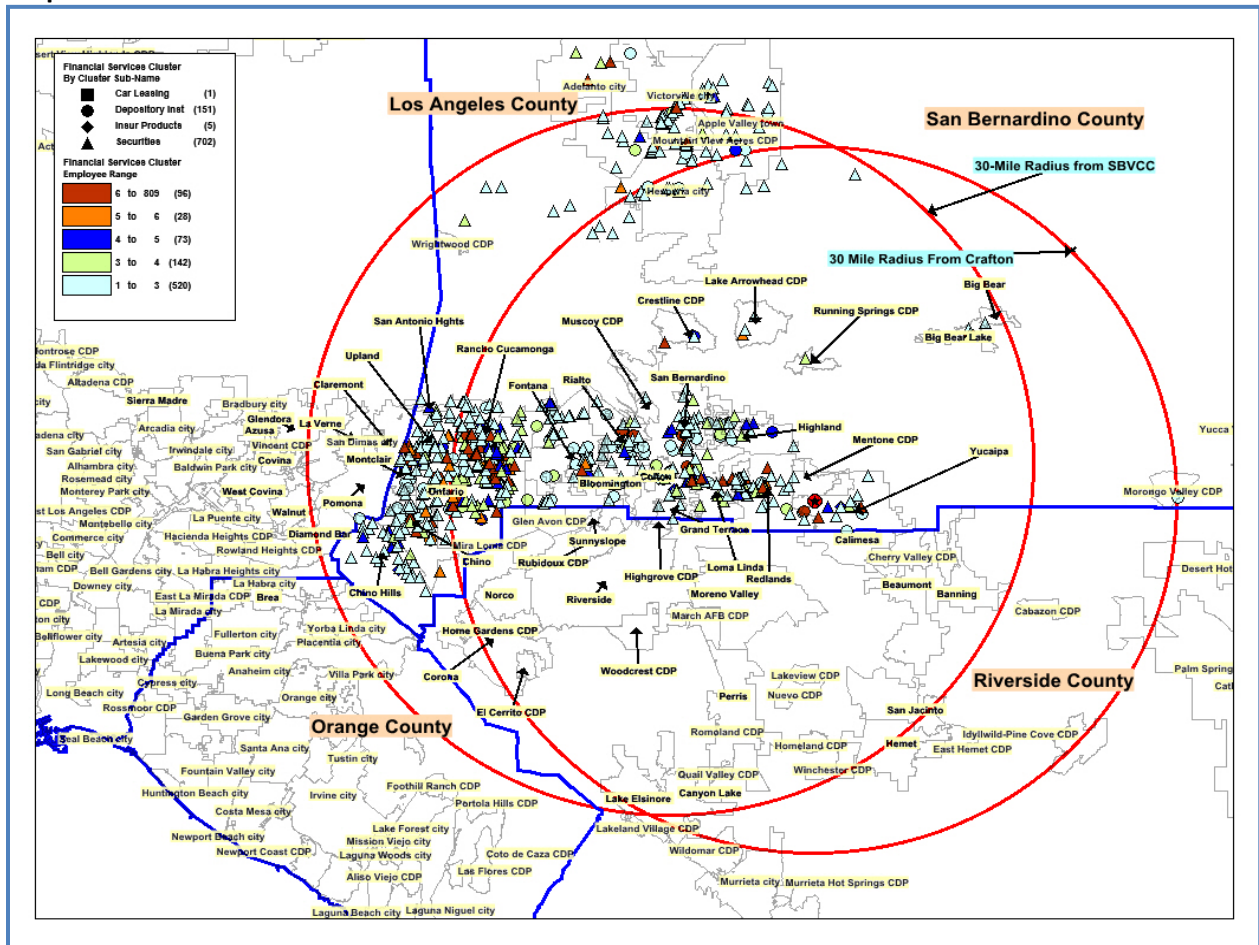 Financial Services Cluster
By Cluster Sub-Name
Car Leasing (1)
Depository Inst (151)
Insur Products (5)
Securities (702)
Financial Services Cluster
Employee Range
6 to 809 (96)
5 to 6 (28)
4 to 5 (73)
3 to 4 (142)
1 to 3 (520)
Los Angeles County
San Bernardino County
30-Mile Radius from SBVCC
30 Mile Radius From Crafton
Adelanto city
Victorville city
Apple Valley town
Mountain View Acres CDP
Hesperia city
Wrightwood CDP
Lake Arrowhead CDP
Crestline CDP
Big Bear
Running Springs CDP
Big Bear Lake
San Antonio Hghts
Muscoy CDP
Upland
Rancho Cucamonga
Claremont
Fontana
Rialto
San Bernardino
Montrose CDP
Flintridge city
Altadena CDP
Sierra Madre
Bradbury city
Glendora
La Verne
Azusa
Arcadia city
San Dimas city
Highland
Mentone CDP
Yucaipa
Yucca
San Gabriel city
Irwindale city
Vincent CDP
Covina
Montclair
Alhambra city
Baldwin Park city
Rosemead city
Monterey Park city
West Covina
Pomona
Ontario
Bloomington
Colton
Morongo Valley CDP
Walnut
La Puente city
East Los Angeles CDP
Montebello city
Commerce city
Hacienda Heights CDP
Diamond Bar
Rowland Heights CDP
Glen Avon CDP
Sunnyslope
Grand Terrace
Calimesa
Mira Loma CDP
Chino
Rubidoux CDP
Highgrove CDP
Loma Linda
Redlands
Cherry Valley CDP
Beaumont
Banning
Desert Hot
Bell city
Bell Gardens city
La Habra Heights city
Downey city
La Habra city
East La Mirada CDP
Brea
La Mirada city
Chino Hills
Norco
Riverside
Moreno Valley
March AFB CDP
Cabazon CDP
Bellflower city
Artesia city
Fullerton city
Yorba Linda city
Placentia city
Home Gardens CDP
Lakewood city
Buena Park city
Cypress city
Anaheim city
Villa Park city
Corona
Woodcrest CDP
Lakeview CDP
Nuevo CDP
Perris
Palm Spring
Riverside County
Long Beach city
Rossmoor CDP
Orange city
Garden Grove city
El Cerrito CDP
San Jacinto
Orange County
Seal Beach city
Santa Ana city
Tustin city
Romoland CDP
Homeland CDP
Hemet
East Hemet CDP
Idyllwild-Pine Cove CDP
Fountain Valley city
Quail Valley CDP
Winchester CDP
Huntington Beach city
Irvine city
Foothill Ranch CDP
Canyon Lake
Costa Mesa city
Portola Hills CDP
Lake Elsinore
Newport Beach city
Lake Forest city
Lakeland Village CDP
Mission Viejo city
Newport Coast CDP
Laguna Woods city
Coto de Caza CDP
Wildomar CDP
Aliso Viejo CDP
Las Flores CDP
Murrieta city
Murrieta Hot Springs CDP
Laguna Beach city
Laguna Niguel city